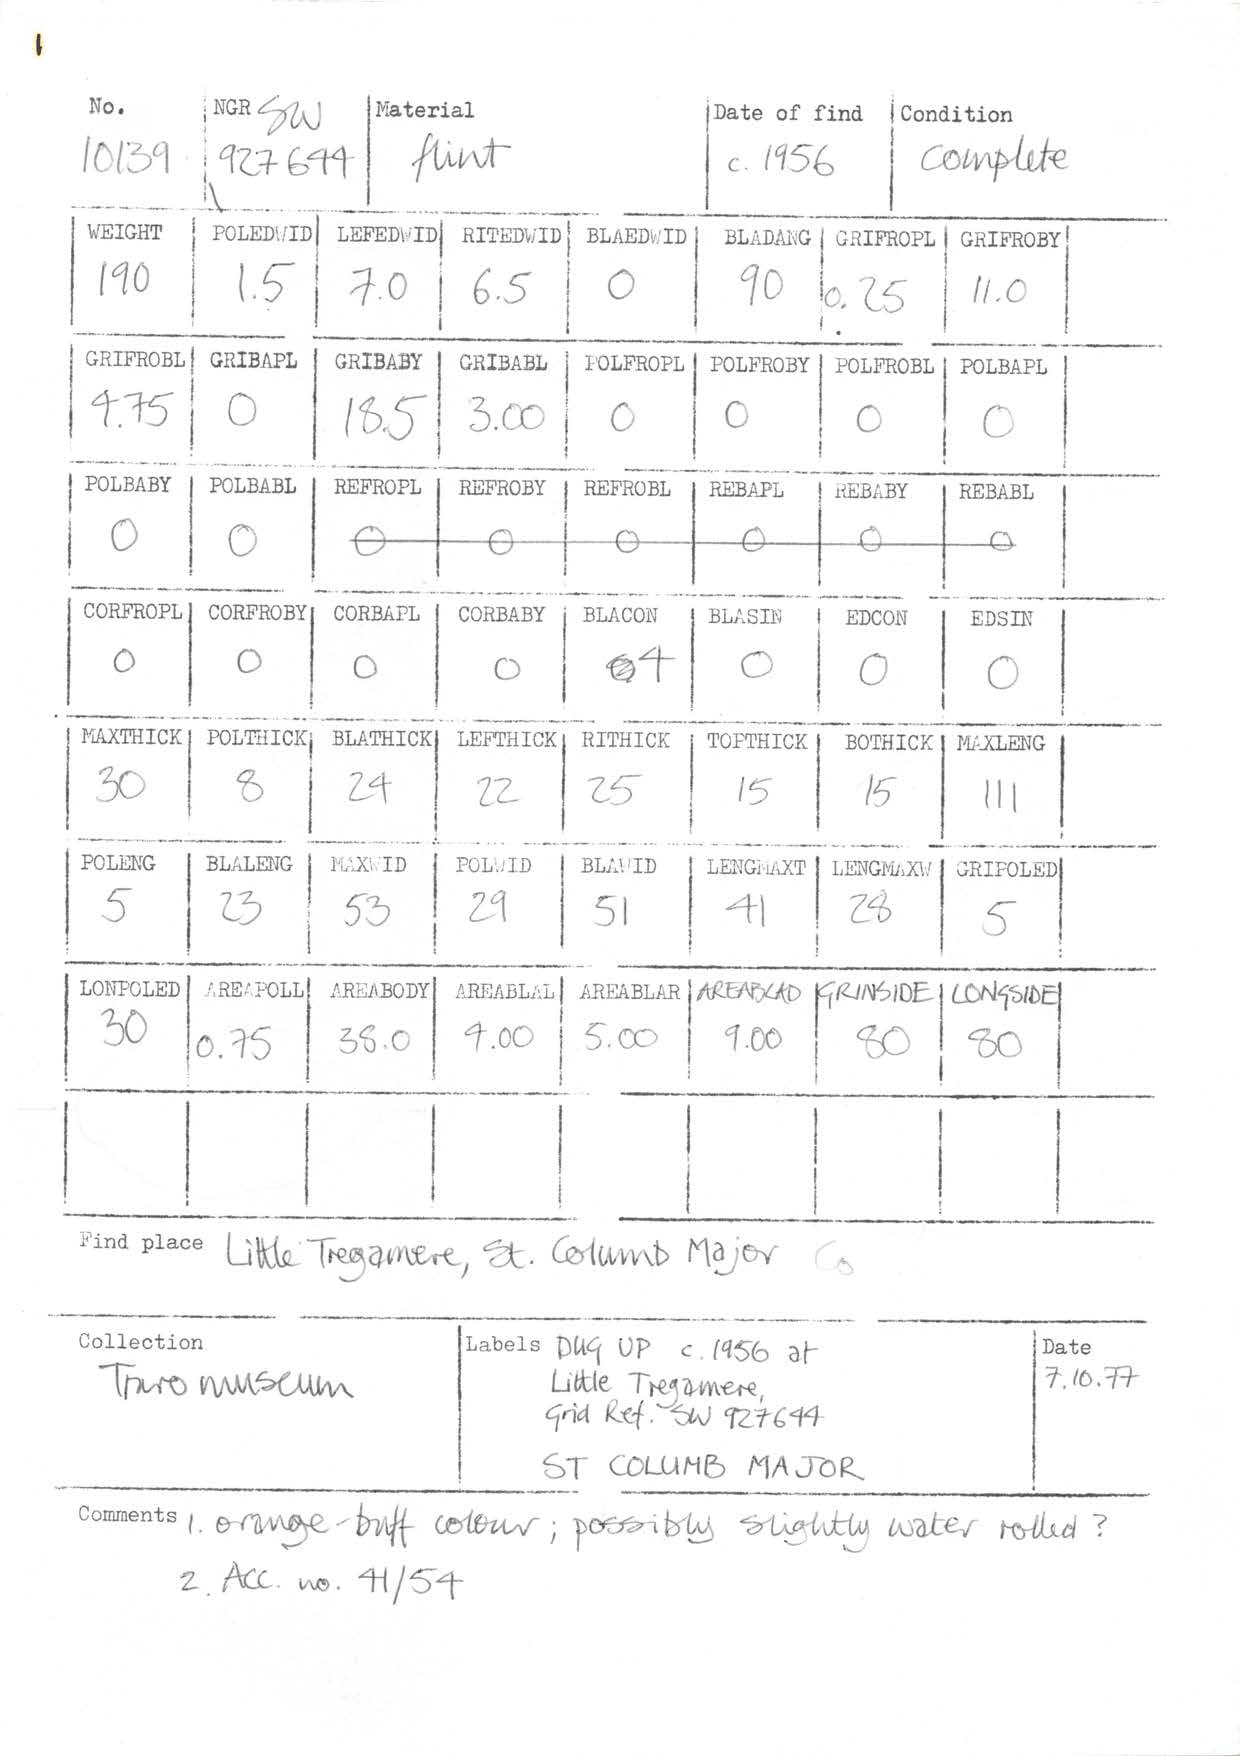 No. NGR SW Material Date of find Condition
10139 927644 flint c. 1956 complete
WEIGHT POLEDWID LEFEDWID RITEDWID BLAEDWID BLADANG GRIFROPL GRIFROBY
190 1.5 7.0 6.5 0 90 0.25 11.0
GRIFROBL GRIBAPL GRIBABY GRIBABL POLFROPL POLFROBY POLFROBL POLBAPL
4.75 0 18.5 3.00 0 0 0 0
POLBABY POLBABL REFROPL REFROBY REFROBL REBAPL REBABY REBABL
0 0 0 0 0 0 0 0
CORFROPL CORFROBY CORBAPL CORBABY BLACON BLASIN EDCON EDSIN
0 0 0 0 4 0 0 0
MAXTHICK POLTHICK BLATHICK LEFTHICK RITHICK TOPTHICK BOTHICK MAXLENG
30 8 24 22 25 15 15 111
POLENG BLALENG MAXWID POLWID BLAWID LENGMAXT LENGMAXW GRIPOLED
5 23 53 29 51 41 28 5
LONPOLED AREAPOLL AREABODY AREABLAL AREABLAR AREABLAD GRINSIDE LONGSIDE
30 0.75 38.0 4.00 5.00 9.00 80 80
Find place Little Tregamere, St. Columb Major Co
Collection Labels DUG UP c. 1956 at Date
Truro museum Little Tregamere, 7.10.77
Grid Ref. SW 927644
ST COLUMB MAJOR
Comments 1. orange-buff colour; possibly slightly water rolled?
2. Acc. no. 41/54